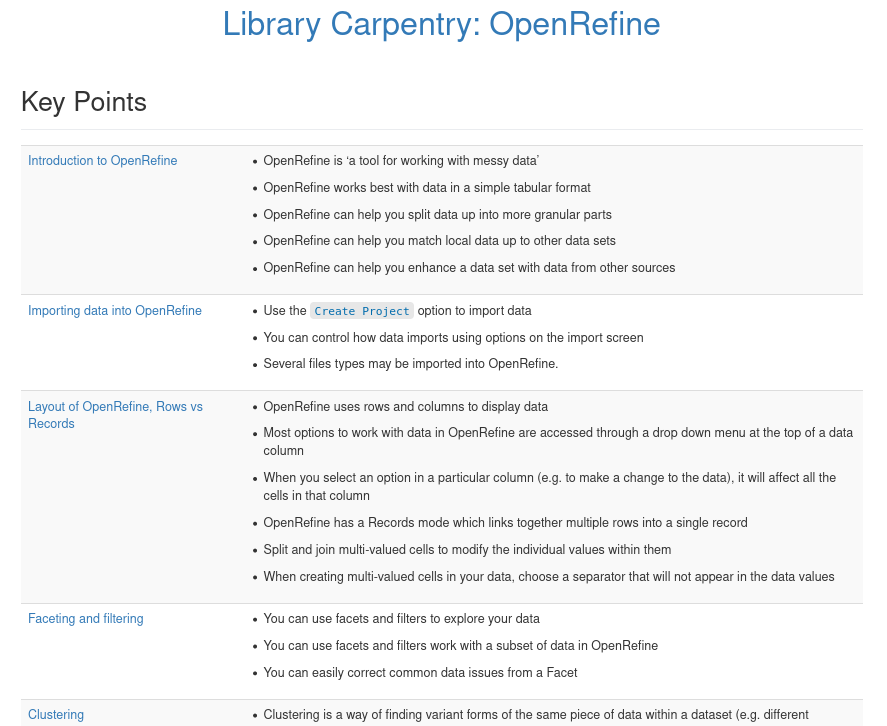 Library Carpentry: OpenRefine
Key Points
Introduction to OpenRefine
• OpenRefine is ‘a tool for working with messy data’
• OpenRefine works best with data in a simple tabular format
• OpenRefine can help you split data up into more granular parts
• OpenRefine can help you match local data up to other data sets
• OpenRefine can help you enhance a data set with data from other sources
Importing data into OpenRefine
• Use the Create Project option to import data
• You can control how data imports using options on the import screen
• Several files types may be imported into OpenRefine.
Layout of OpenRefine, Rows vs
Records
• OpenRefine uses rows and columns to display data
• Most options to work with data in OpenRefine are accessed through a drop down menu at the top of a data
column
• When you select an option in a particular column (e.g. to make a change to the data), it will affect all the
cells in that column
• OpenRefine has a Records mode which links together multiple rows into a single record
• Split and join multi-valued cells to modify the individual values within them
• When creating multi-valued cells in your data, choose a separator that will not appear in the data values
Faceting and filtering
• You can use facets and filters to explore your data
• You can use facets and filters work with a subset of data in OpenRefine
• You can easily correct common data issues from a Facet
Clustering
• Clustering is a way of finding variant forms of the same piece of data within a dataset (e.g. different